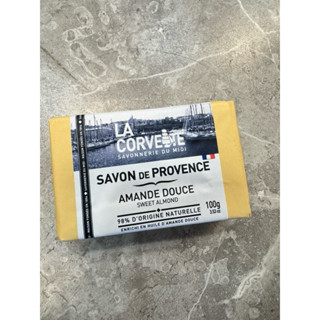 LA
CORVETTE
SAVONNERIE DU MIDI
SAVON DE PROVENCE
AMANDE DOUCE
SWEET ALMOND
100g
98% D'ORIGINE NATURELLE
ENRICHI EN HUILE D'AMANDE DOUCE